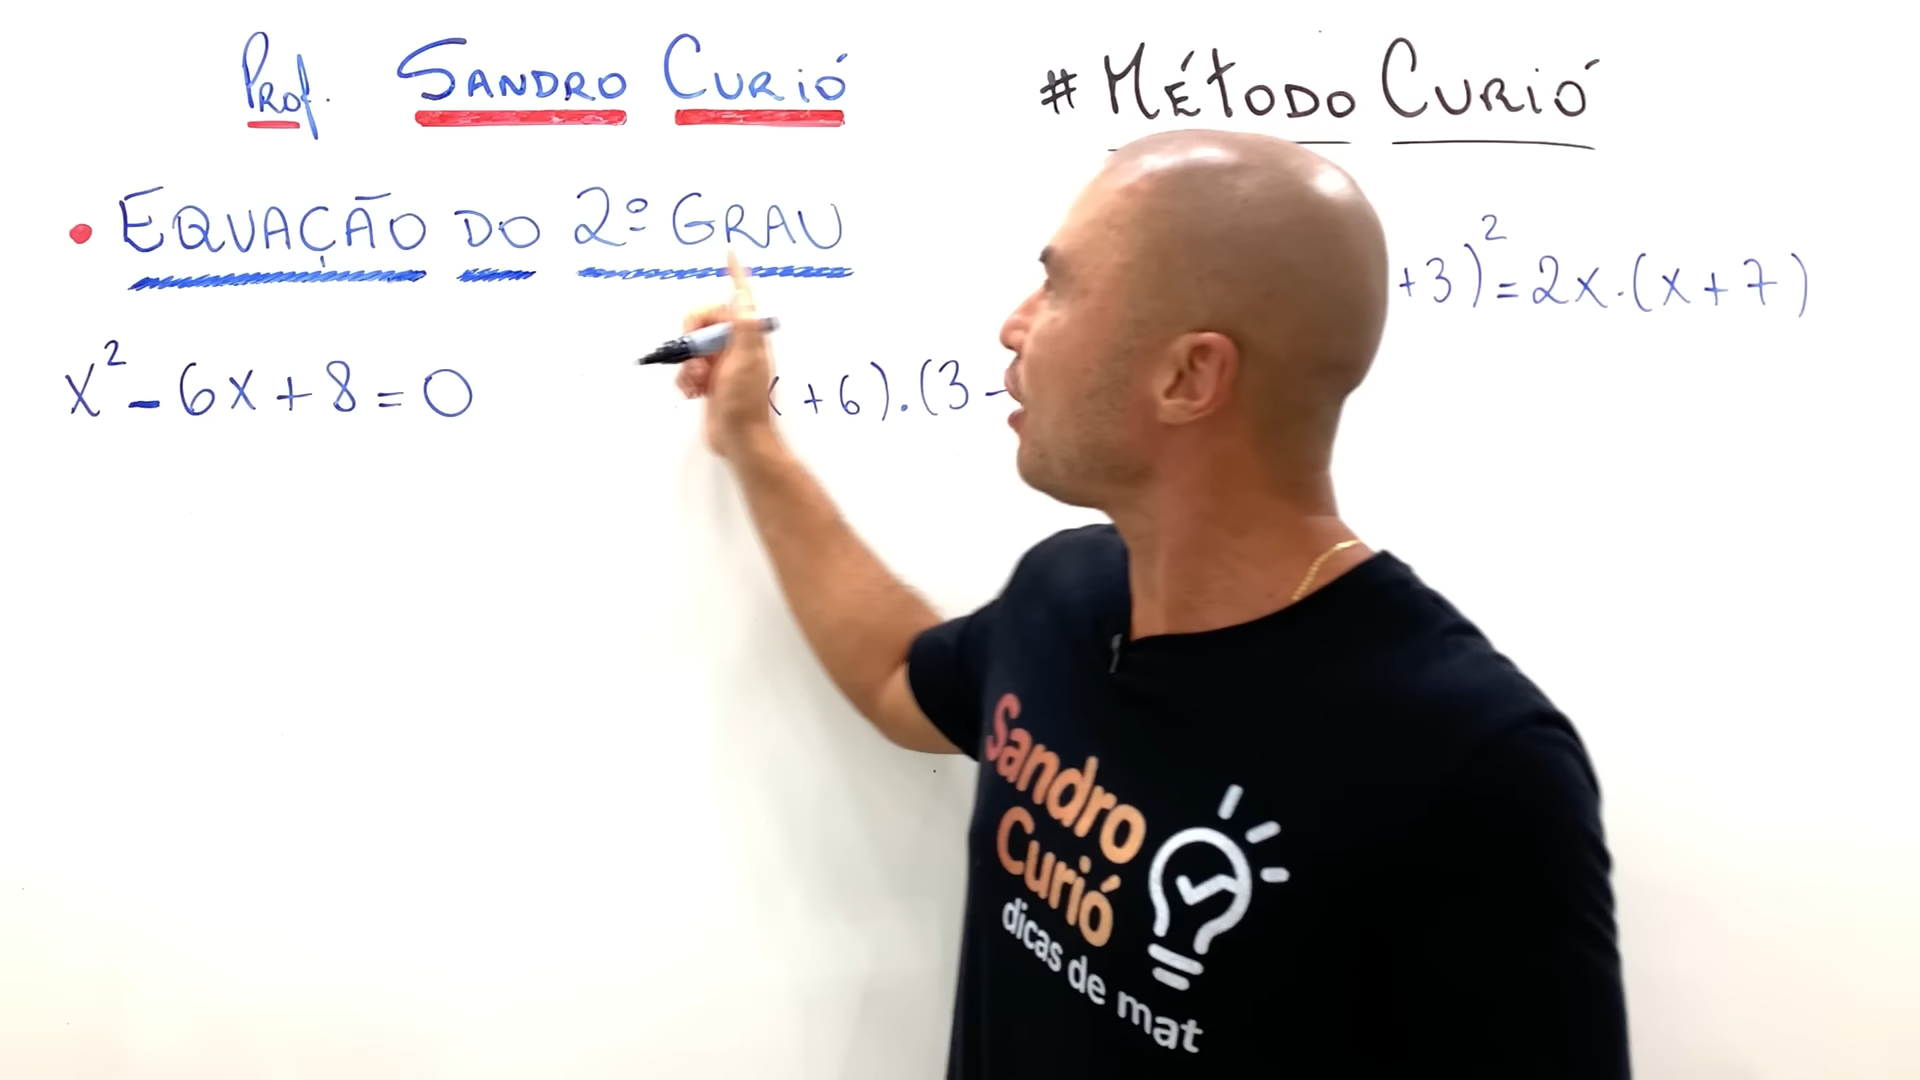 Prof. SANDRO CURIÓ
# MÉTODO CURIÓ
• EQUAÇÃO DO 2º GRAU
+3)² = 2x.(x+7)
x² - 6x + 8 = 0
x +6).(3 -
Sandro
Curió
dicas de mat